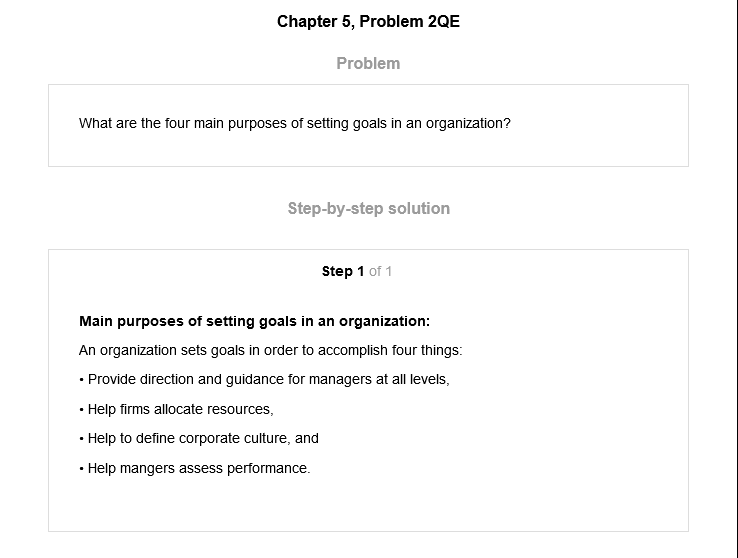 Chapter 5, Problem 2QE
Problem
What are the four main purposes of setting goals in an organization?
Step-by-step solution
Step 1 of 1
Main purposes of setting goals in an organization:
An organization sets goals in order to accomplish four things:
• Provide direction and guidance for managers at all levels,
• Help firms allocate resources,
• Help to define corporate culture, and
• Help mangers assess performance.